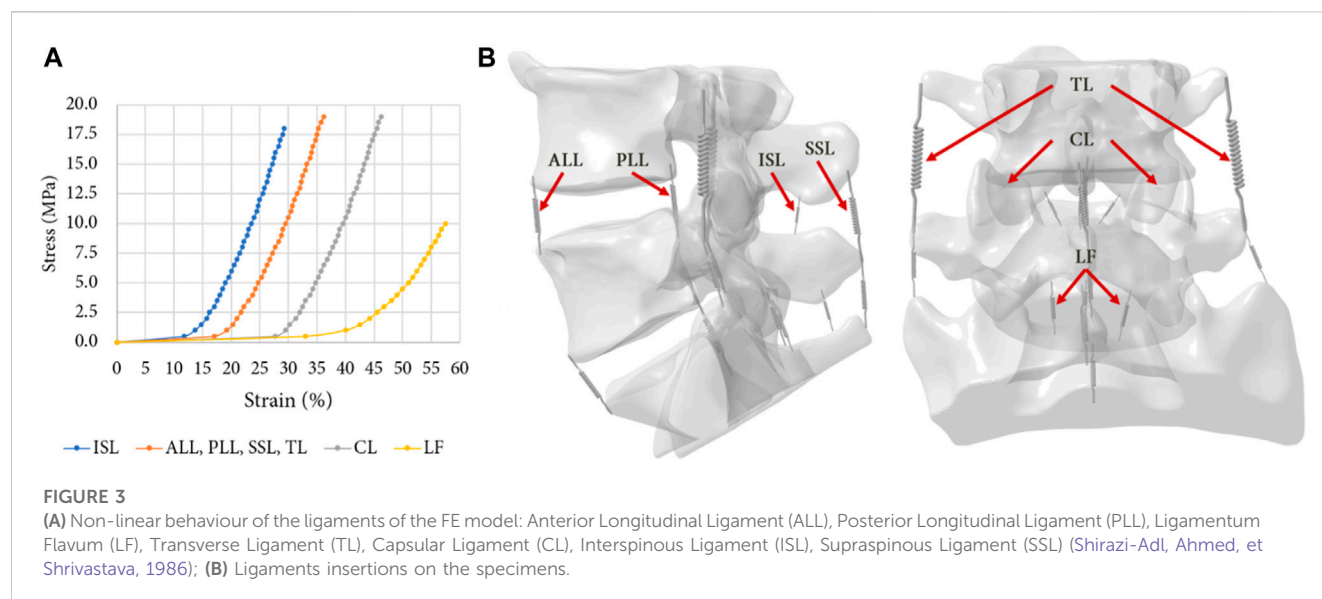 A
20.0
17.5
15.0
12.5
10.0
7.5
5.0
2.5
0.0
Stress (MPa)
0 5 10 15 20 25 30 35 40 45 50 55 60
Strain (%)
ISL ALL, PLL, SSL, TL CL LF
B
ALL PLL ISL SSL
TL
CL
LF
FIGURE 3
(A) Non-linear behaviour of the ligaments of the FE model: Anterior Longitudinal Ligament (ALL), Posterior Longitudinal Ligament (PLL), Ligamentum
Flavum (LF), Transverse Ligament (TL), Capsular Ligament (CL), Interspinous Ligament (ISL), Supraspinous Ligament (SSL) (Shirazi-Adl, Ahmed, et
Shrivastava, 1986); (B) Ligaments insertions on the specimens.